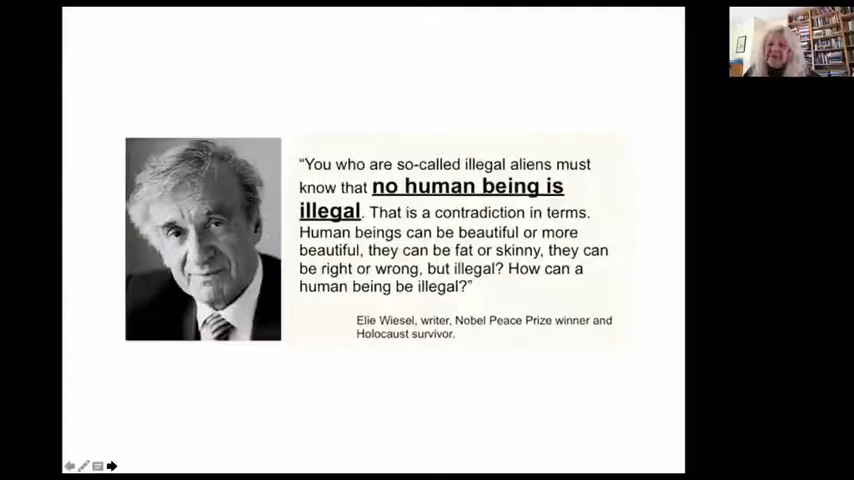 “You who are so-called illegal aliens must
know that no human being is
illegal. That is a contradiction in terms.
Human beings can be beautiful or more
beautiful, they can be fat or skinny, they can
be right or wrong, but illegal? How can a
human being be illegal?”
Elie Wiesel, writer, Nobel Peace Prize winner and
Holocaust survivor.